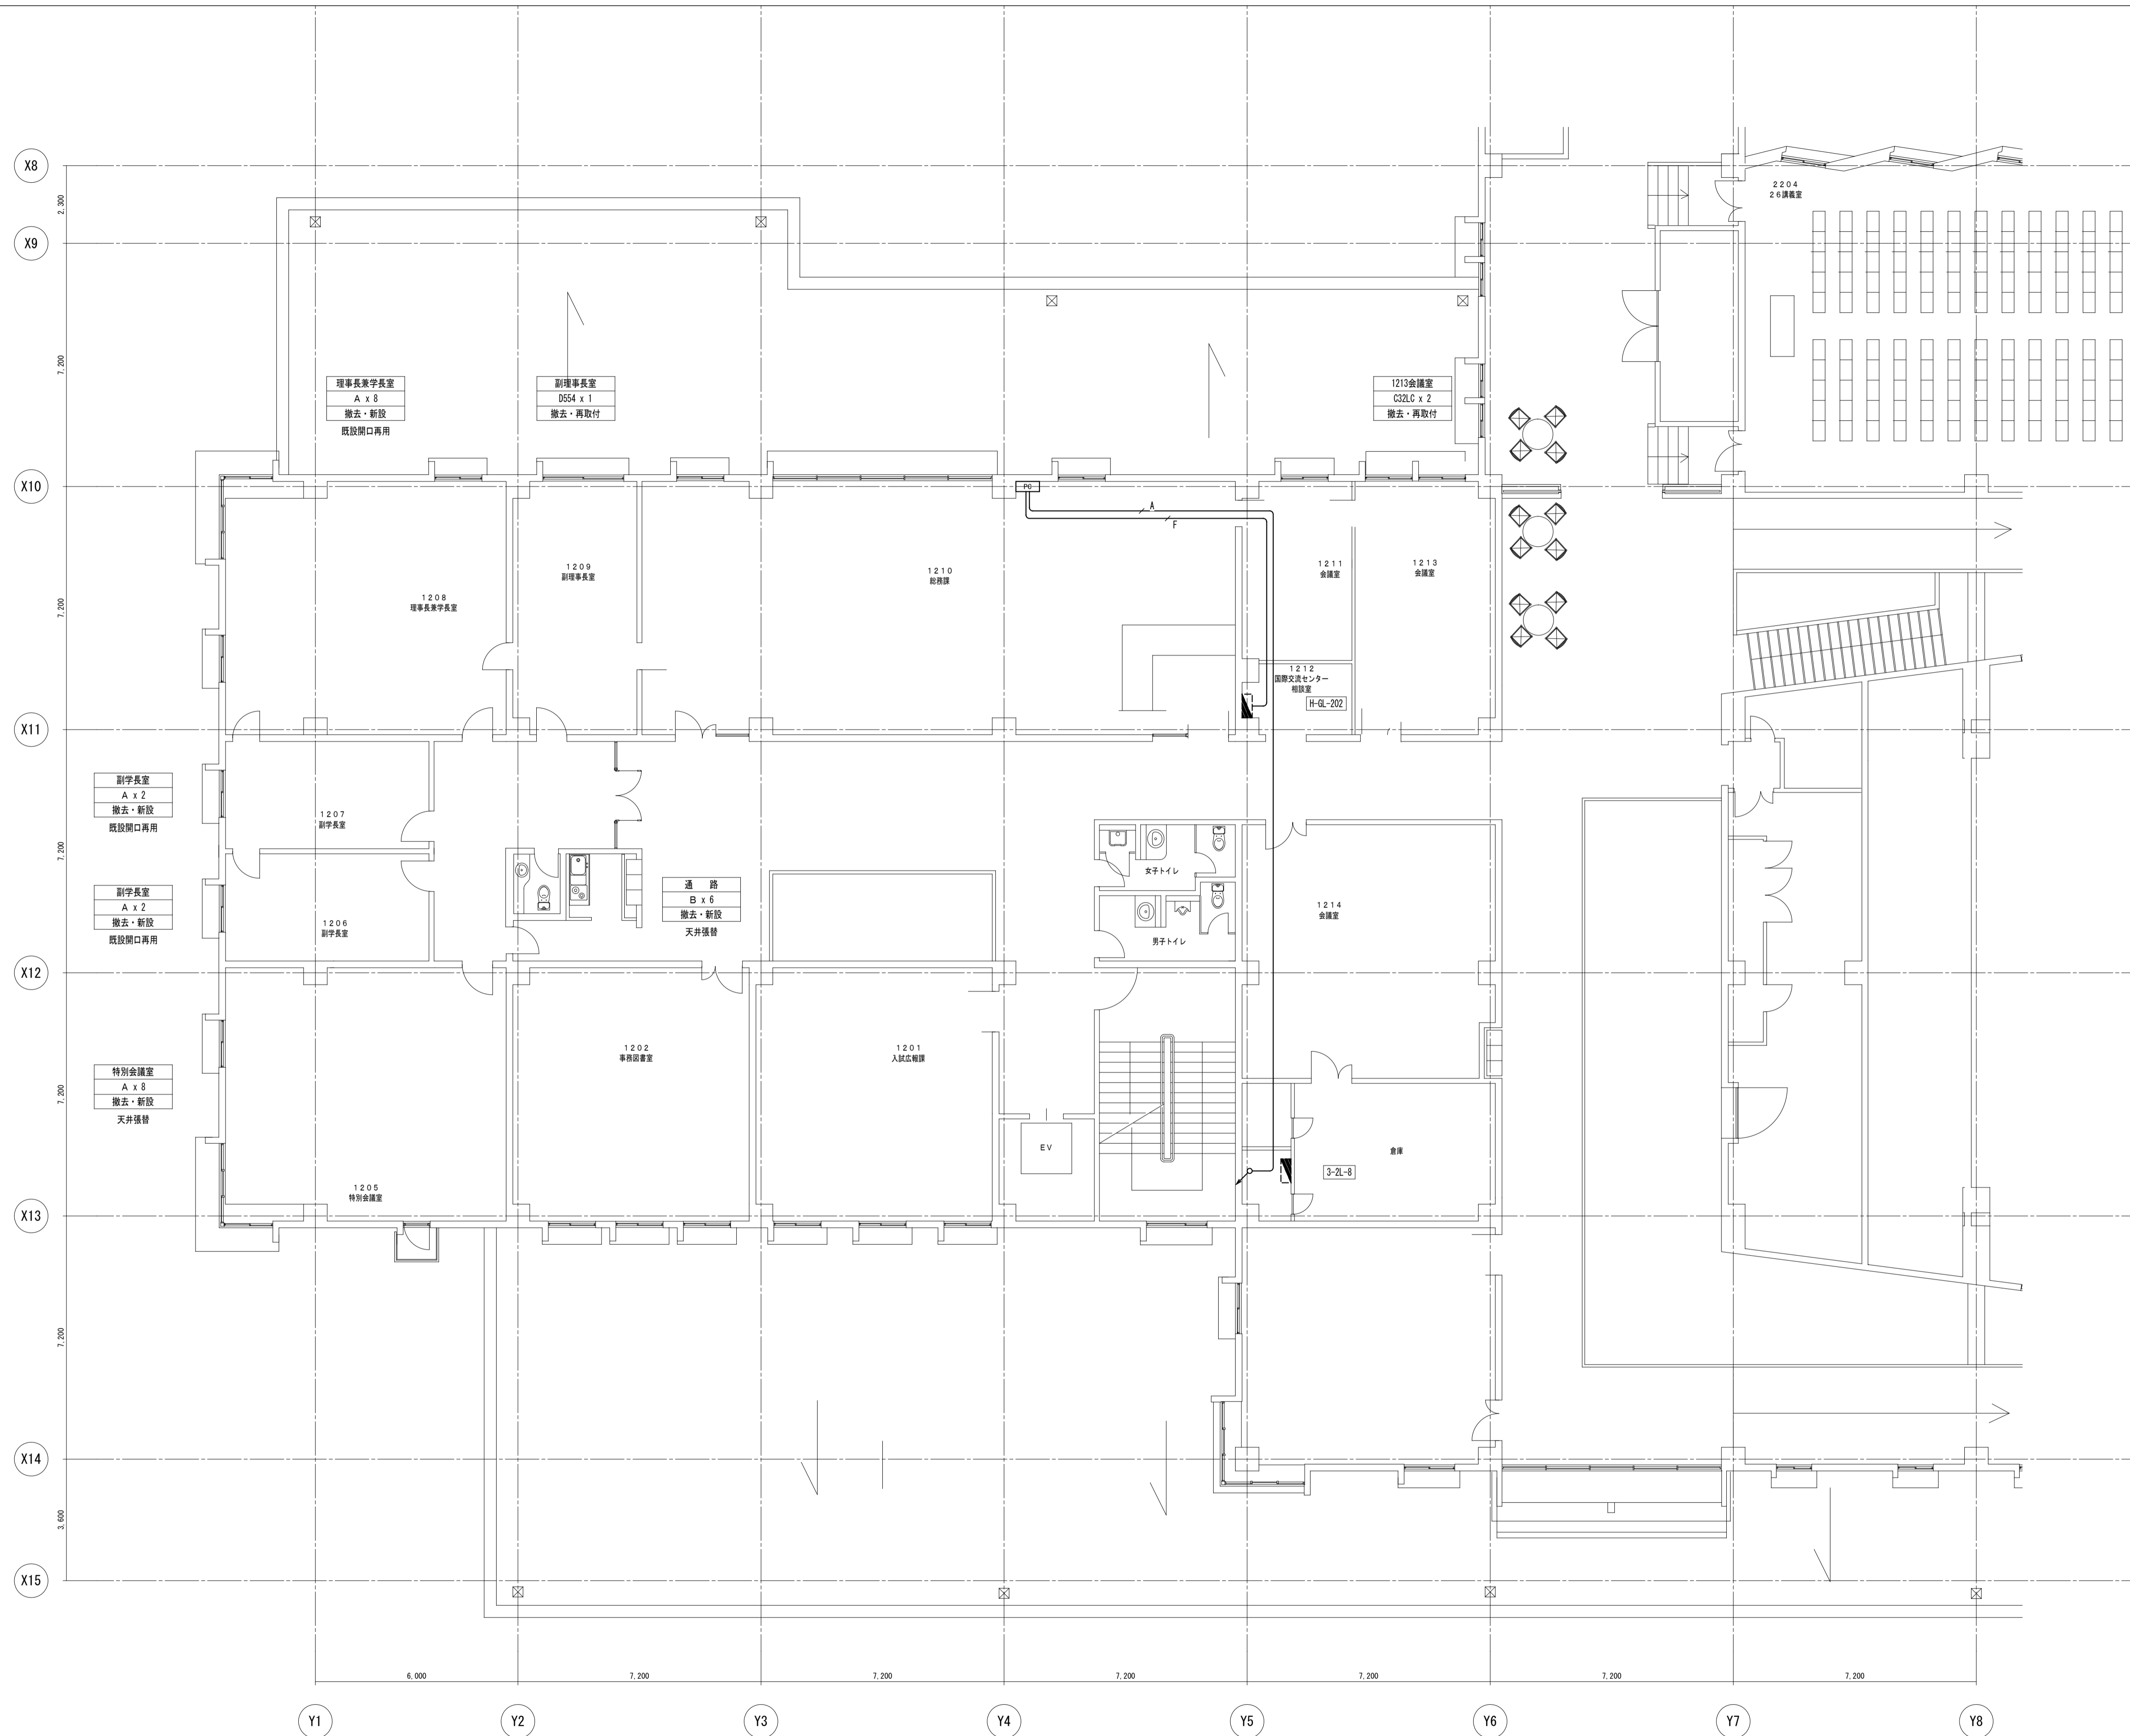 X8
2,300
2204
26講義室
X9
7,200
理事長兼学長室
A x 8
撤去・新設
既設開口再用
副理事長室
D554 x 1
撤去・再取付
1213会議室
C32LC x 2
撤去・再取付
X10
PC
A
F
7,200
1208
理事長兼学長室
1209
副理事長室
1210
総務課
1211
会議室
1213
会議室
1212
国際交流センター
相談室
H-GL-202
X11
副学長室
A x 2
撤去・新設
既設開口再用
1207
副学長室
7,200
副学長室
A x 2
撤去・新設
既設開口再用
1206
副学長室
通 路
B x 6
撤去・新設
天井張替
女子トイレ
男子トイレ
1214
会議室
X12
1202
事務図書室
1201
入試広報課
特別会議室
A x 8
撤去・新設
天井張替
7,200
EV
倉庫
3-2L-8
1205
特別会議室
X13
7,200
X14
3,600
X15
6,000
7,200
7,200
7,200
7,200
7,200
7,200
Y1
Y2
Y3
Y4
Y5
Y6
Y7
Y8